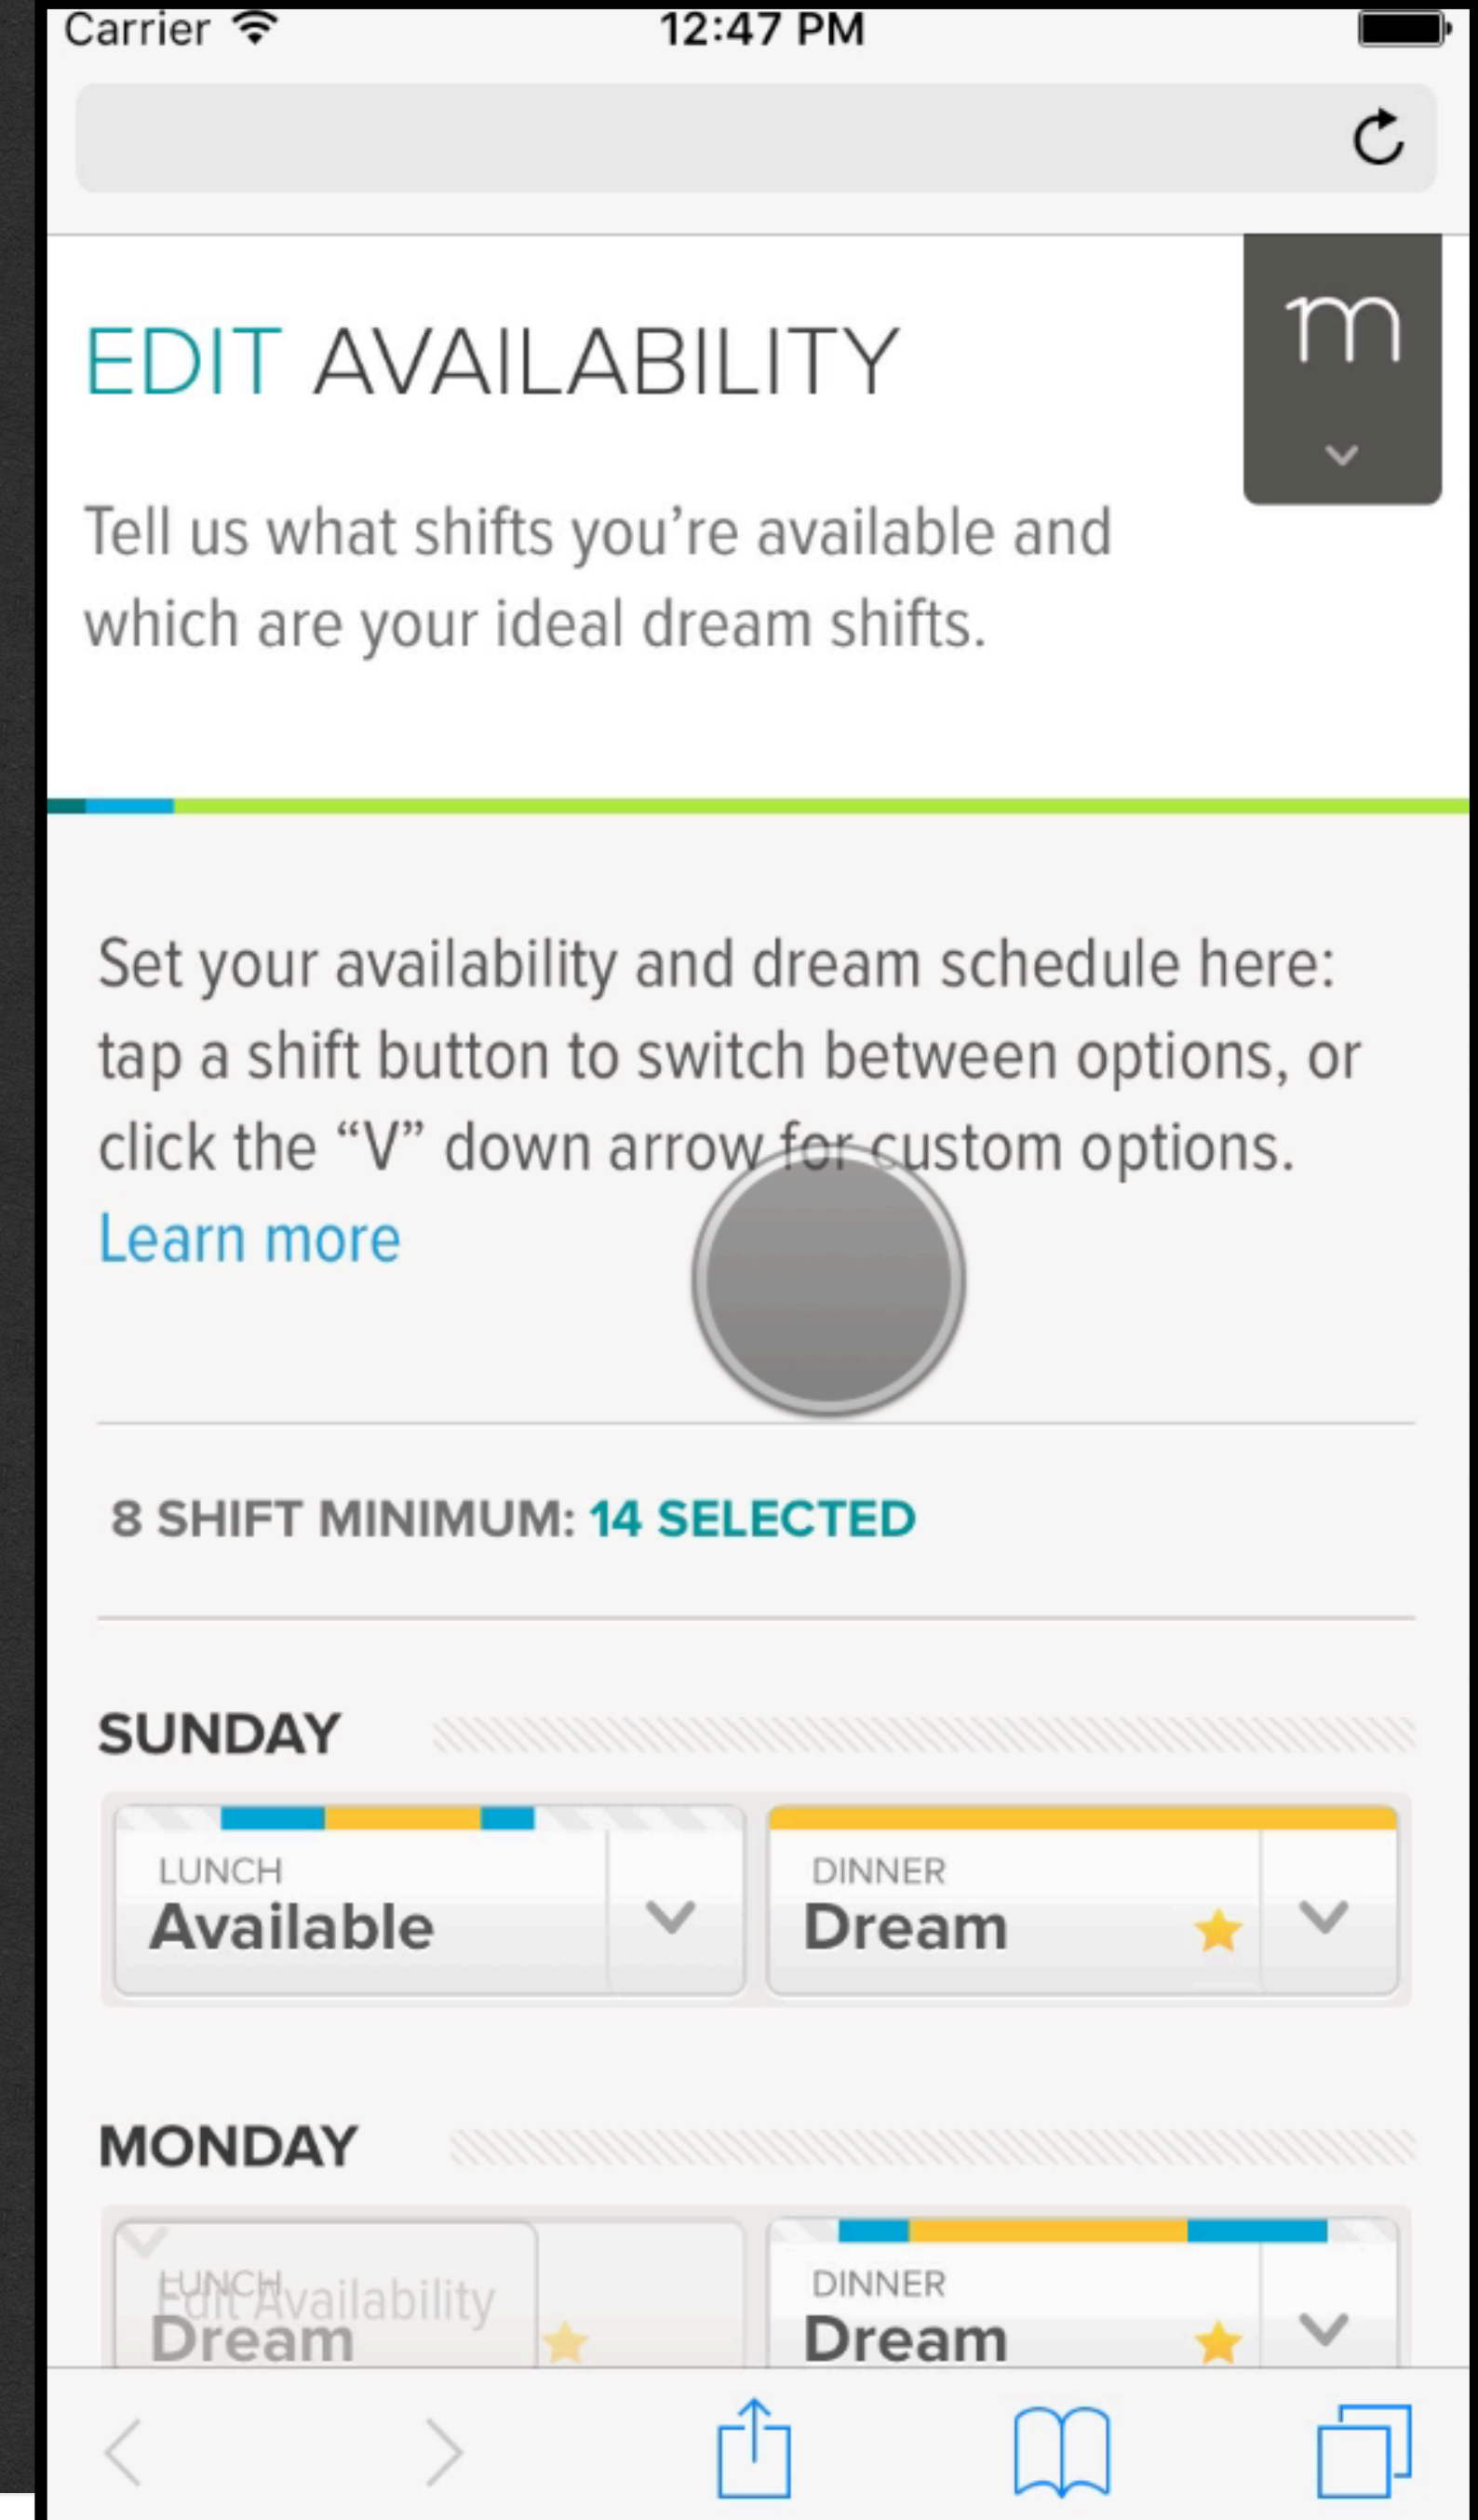 Carrier
12:47 PM
m
EDIT AVAILABILITY
Tell us what shifts you’re available and
which are your ideal dream shifts.
Set your availability and dream schedule here:
tap a shift button to switch between options, or
click the “V” down arrow for custom options.
Learn more
8 SHIFT MINIMUM: 14 SELECTED
SUNDAY
LUNCH
Available
DINNER
Dream
MONDAY
LUNCH
Edit Availability
Dream
DINNER
Dream